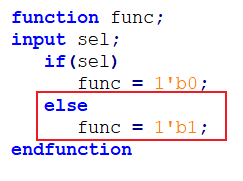 function func;
input sel;
if(sel)
func = 1'b0;
else
func = 1'b1;
endfunction